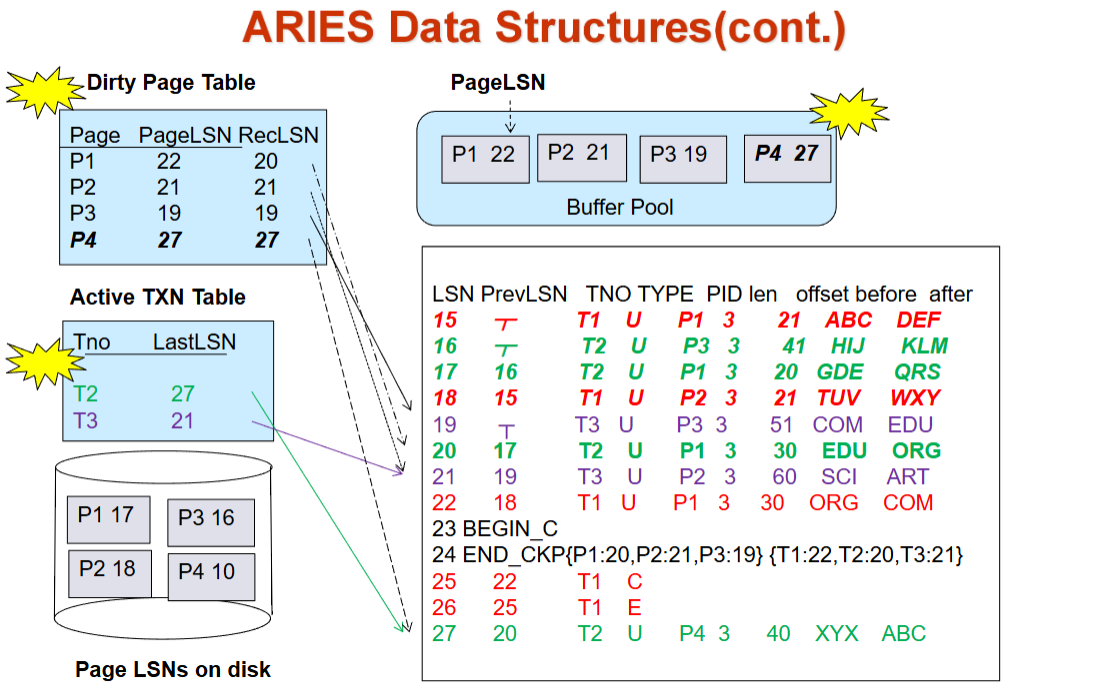 ARIES Data Structures(cont.)
Dirty Page Table
Page PageLSN RecLSN
P1 22 20
P2 21 21
P3 19 19
P4 27 27
PageLSN
P1 22 P2 21 P3 19 P4 27
Buffer Pool
Active TXN Table
Tno LastLSN
T2 27
T3 21
P1 17 P3 16
P2 18 P4 10
Page LSNs on disk
LSN PrevLSN TNO TYPE PID len offset before after
15 ⊤ T1 U P1 3 21 ABC DEF
16 ⊤ T2 U P3 3 41 HIJ KLM
17 16 T2 U P1 3 20 GDE QRS
18 15 T1 U P2 3 21 TUV WXY
19 ⊤ T3 U P3 3 51 COM EDU
20 17 T2 U P1 3 30 EDU ORG
21 19 T3 U P2 3 60 SCI ART
22 18 T1 U P1 3 30 ORG COM
23 BEGIN_C
24 END_CKP{P1:20,P2:21,P3:19} {T1:22,T2:20,T3:21}
25 22 T1 C
26 25 T1 E
27 20 T2 U P4 3 40 XYX ABC